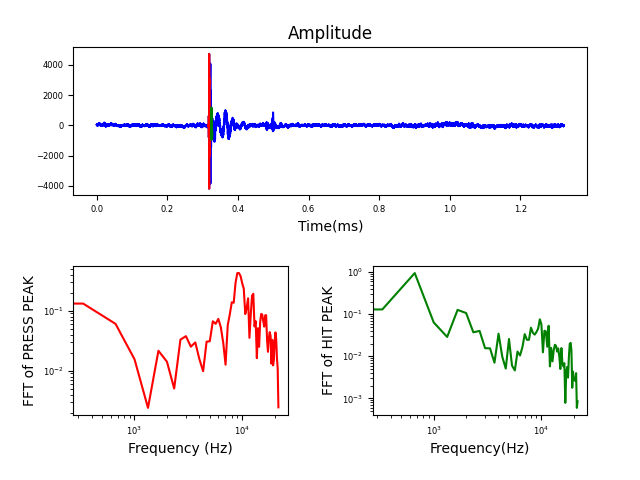 Amplitude
4000
2000
0
−2000
−4000
0.0 0.2 0.4 0.6 0.8 1.0 1.2
Time(ms)
FFT of PRESS PEAK
10⁻¹
10⁻²
10³ 10⁴
Frequency (Hz)
FFT of HIT PEAK
10⁰
10⁻¹
10⁻²
10⁻³
10³ 10⁴
Frequency(Hz)